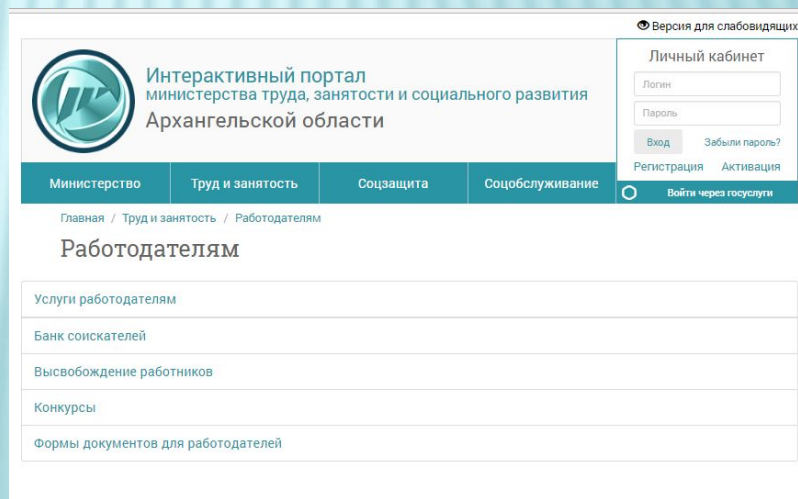 Версия для слабовидящих
Интерактивный портал
министерства труда, занятости и социального развития
Архангельской области
Личный кабинет
Логин
Пароль
Вход Забыли пароль?
Регистрация Активация
Войти через госуслуги
Министерство Труд и занятость Соцзащита Соцобслуживание
Главная / Труд и занятость / Работодателям
Работодателям
Услуги работодателям
Банк соискателей
Высвобождение работников
Конкурсы
Формы документов для работодателей